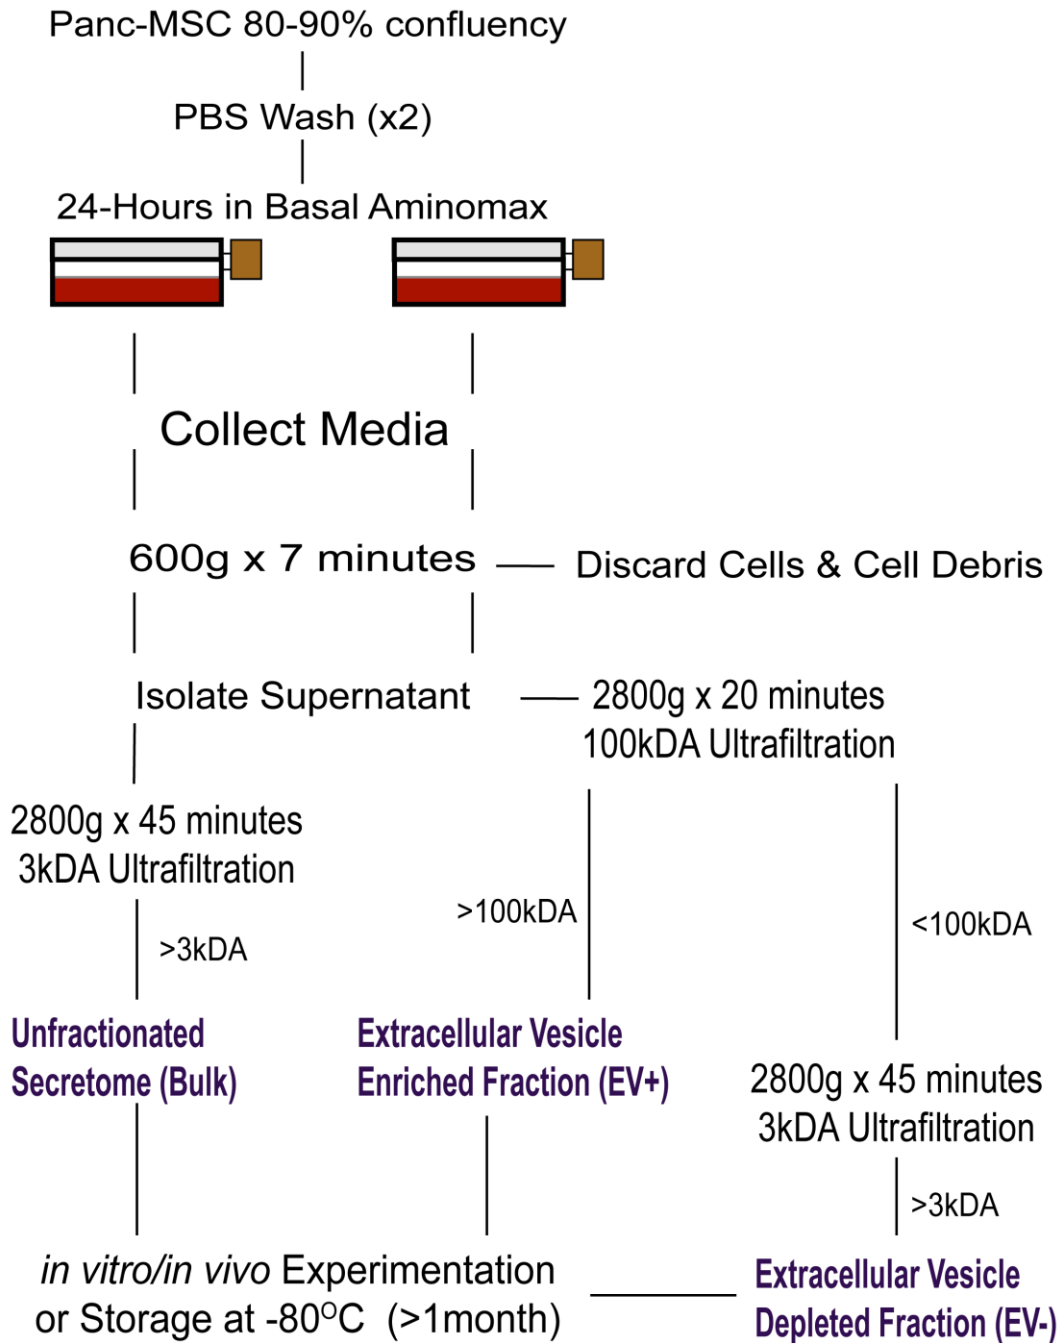 Panc-MSC 80-90% confluency
PBS Wash (x2)
24-Hours in Basal Aminomax
Collect Media
600g x 7 minutes
Discard Cells & Cell Debris
Isolate Supernatant
2800g x 20 minutes
100kDA Ultrafiltration
2800g x 45 minutes
3kDA Ultrafiltration
>3kDA
>100kDA
<100kDA
Unfractionated
Secretome (Bulk)
Extracellular Vesicle
Enriched Fraction (EV+)
2800g x 45 minutes
3kDA Ultrafiltration
>3kDA
Extracellular Vesicle
Depleted Fraction (EV-)
in vitro/in vivo Experimentation
or Storage at -80ᴼC (>1month)